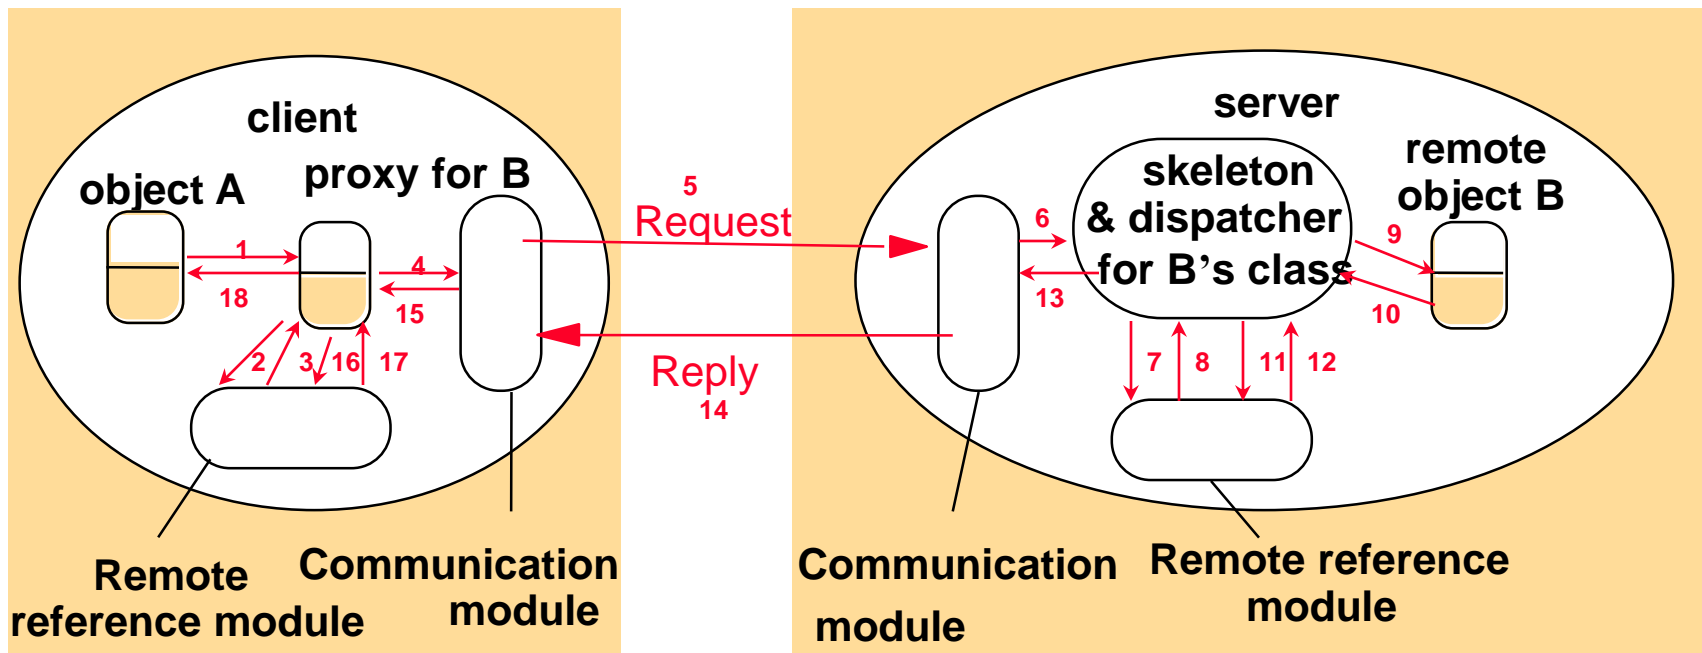 client
object A
proxy for B
1
18
4
15
2
3
16
17
Remote
reference module
Communication
module
5
Request
Reply
14
server
skeleton
& dispatcher
for B’s class
remote
object B
6
13
9
10
7
8
11
12
Communication
module
Remote reference
module